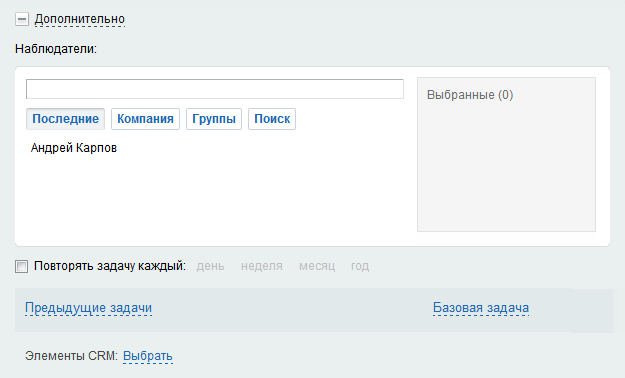 Дополнительно
Наблюдатели:
Выбранные (0)
Последние Компания Группы Поиск
Андрей Карпов
Повторять задачу каждый: день неделя месяц год
Предыдущие задачи Базовая задача
Элементы CRM: Выбрать